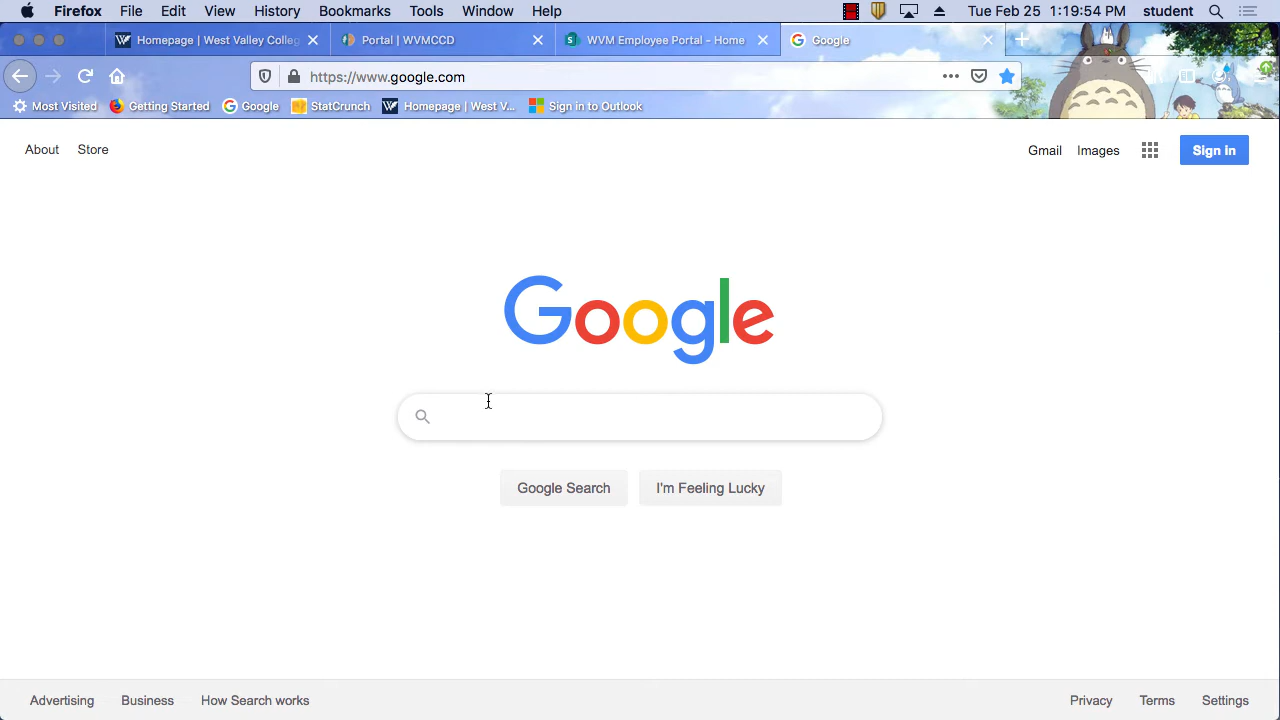 Firefox File Edit View History Bookmarks Tools Window Help Tue Feb 25 1:19:54 PM student
Homepage | West Valley Colleg Portal | WVMCCD WVM Employee Portal - Home Google
https://www.google.com
Most Visited Getting Started Google StatCrunch Homepage | West V... Sign in to Outlook
About Store Gmail Images Sign in
Google
Google Search I'm Feeling Lucky
Advertising Business How Search works Privacy Terms Settings